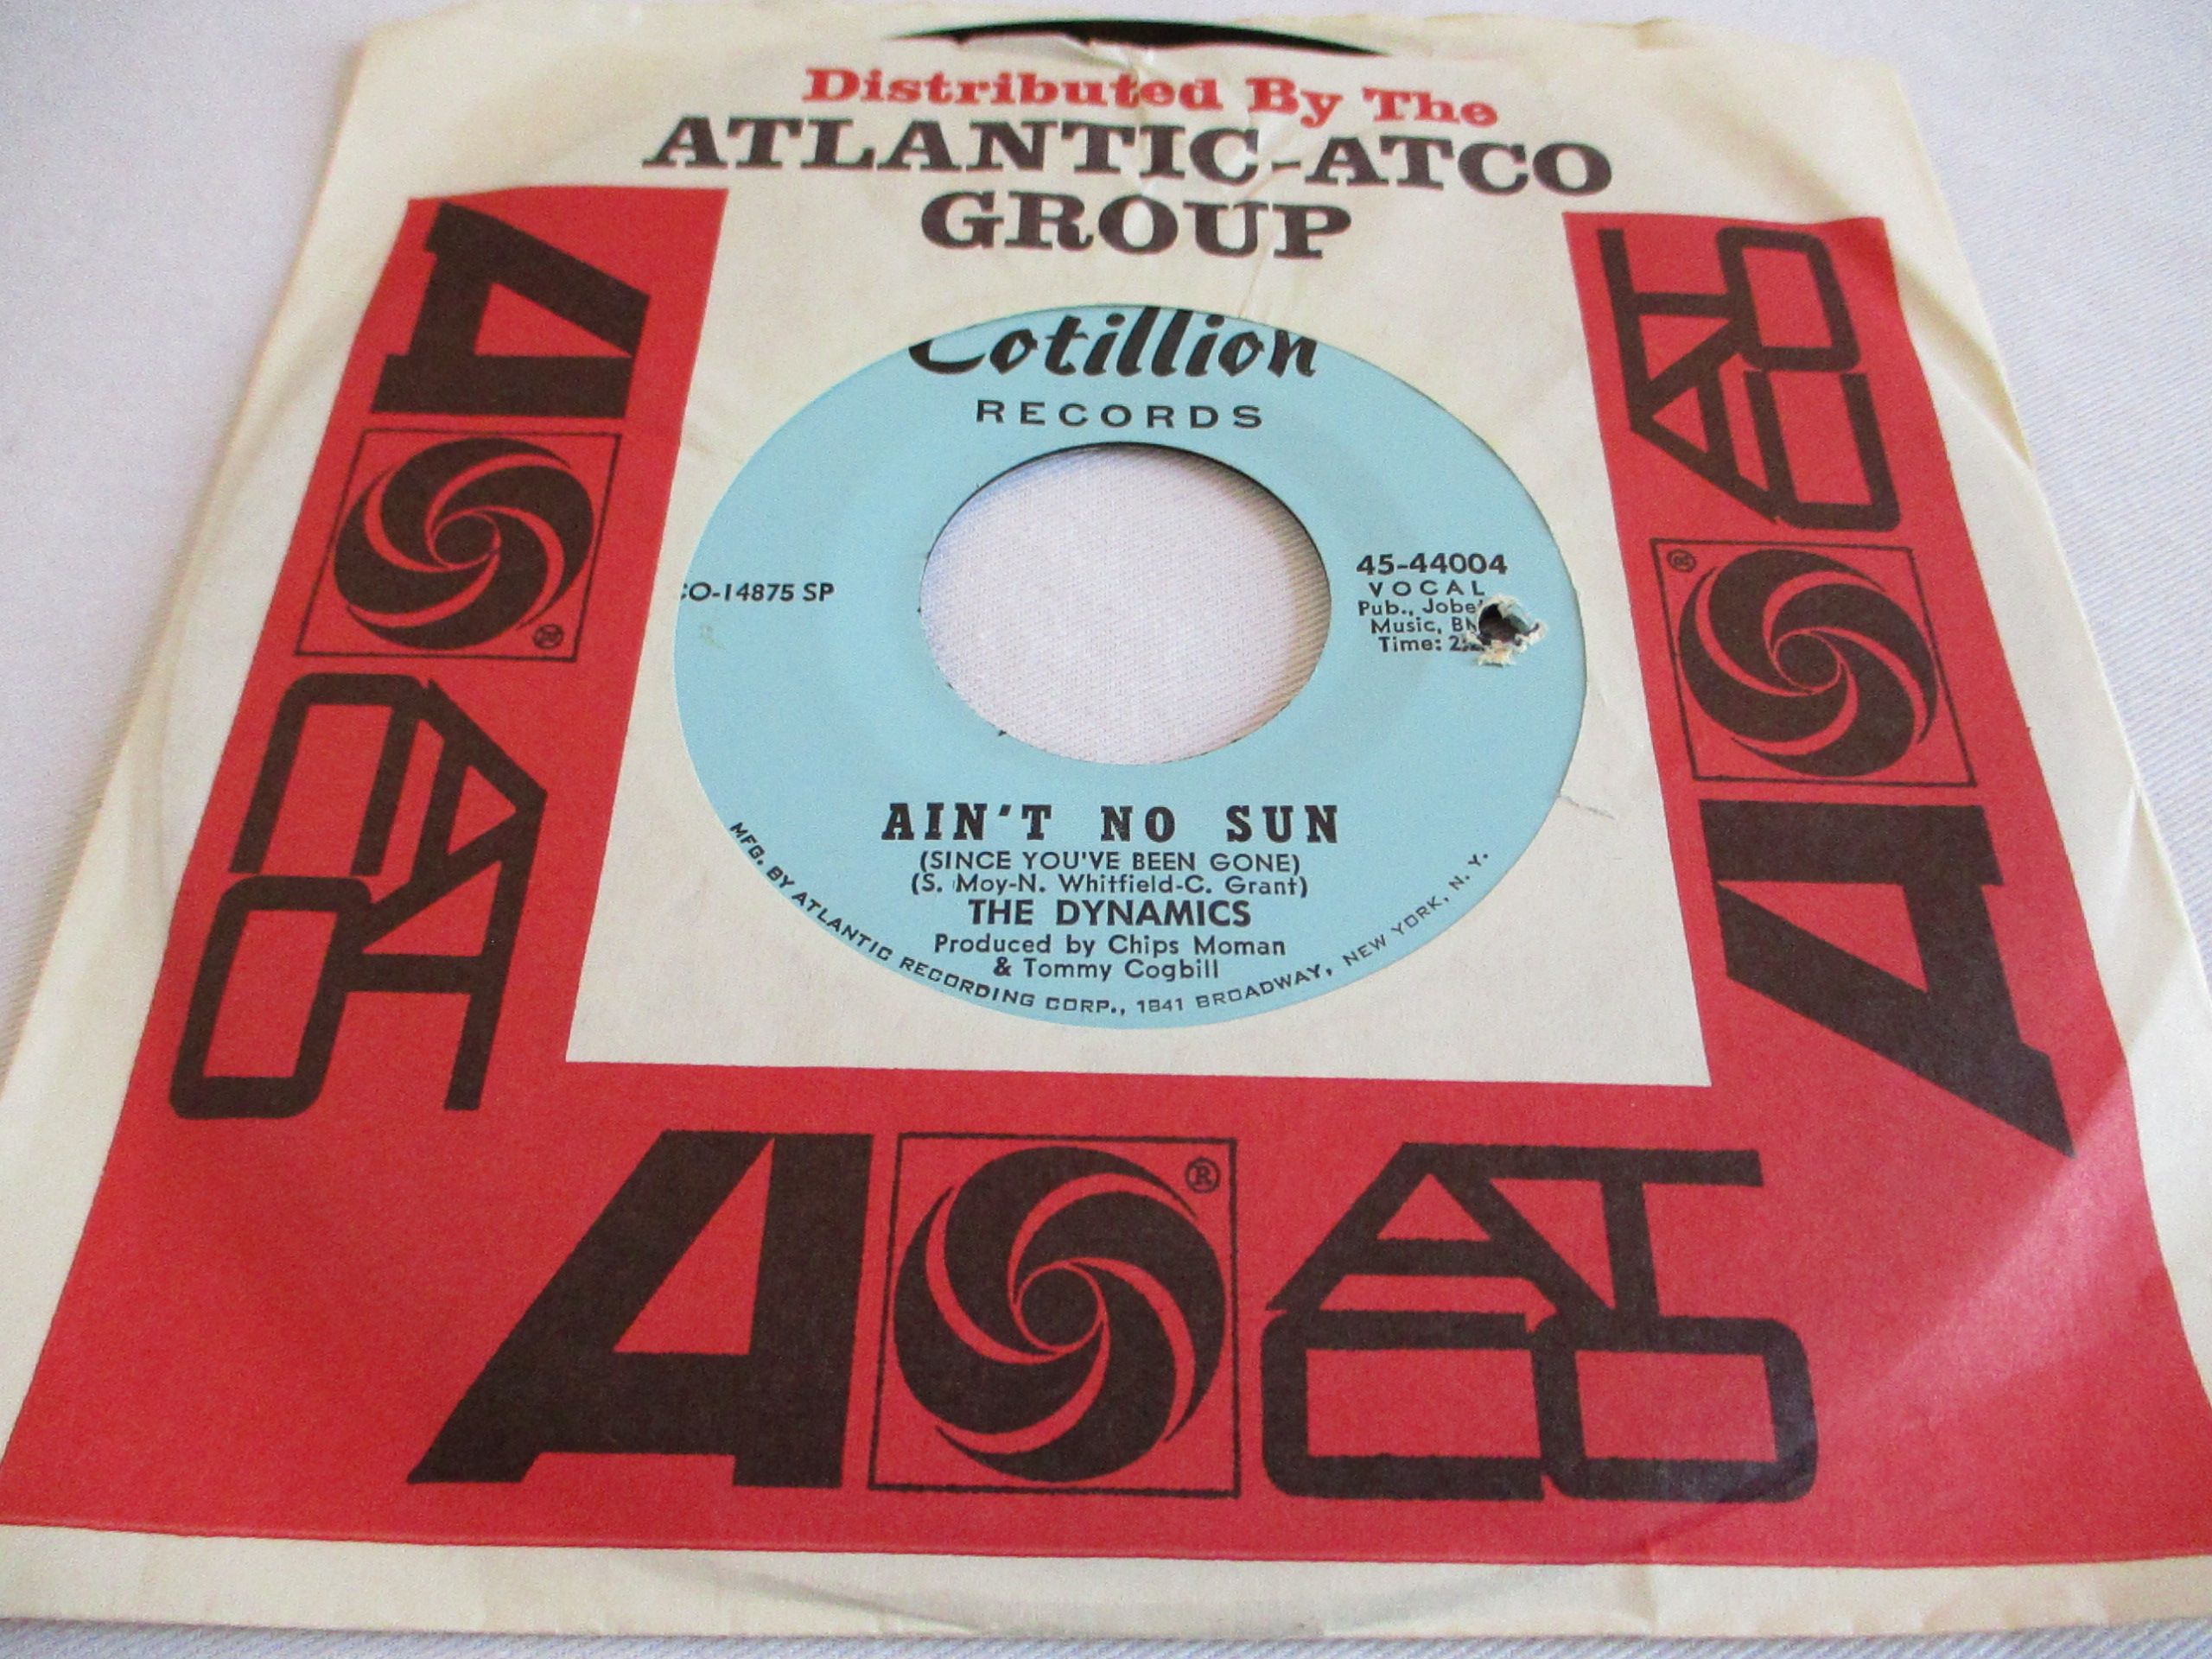 Distributed By The
ATLANTIC-ATCO
GROUP
Cotillion
RECORDS
CO-14875 SP
45-44004
VOCAL
Pub.,
Music,
Time:
AIN'T NO SUN
(SINCE YOU'VE BEEN GONE)
(S. Moy-N. Whitfield-C. Grant)
THE DYNAMICS
Produced by Chips Moman
& Tommy Cogbill
MFG. BY ATLANTIC RECORDING CORP., 1841 BROADWAY, NEW YORK, N.Y.
A
ATCO
ATCO
A
A ® ATCO